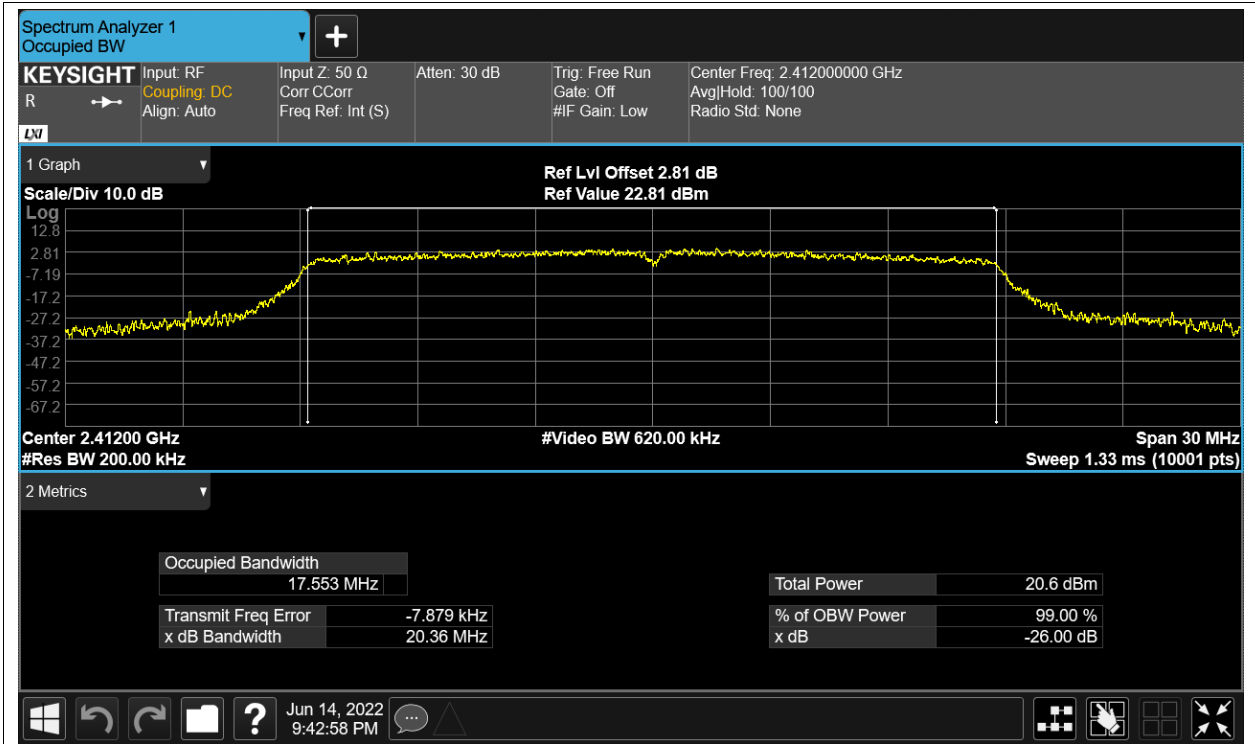 Spectrum Analyzer 1
Occupied BW
KEYSIGHT
R
LXI
Input: RF
Coupling: DC
Align: Auto
Input Z: 50 Ω
Corr CCorr
Freq Ref: Int (S)
Atten: 30 dB
Trig: Free Run
Gate: Off
#IF Gain: Low
Center Freq: 2.412000000 GHz
Avg|Hold: 100/100
Radio Std: None
1 Graph
Scale/Div 10.0 dB
Ref Lvl Offset 2.81 dB
Ref Value 22.81 dBm
Log
12.8
2.81
-7.19
-17.2
-27.2
-37.2
-47.2
-57.2
-67.2
Center 2.41200 GHz
#Video BW 620.00 kHz
Span 30 MHz
#Res BW 200.00 kHz
Sweep 1.33 ms (10001 pts)
2 Metrics
Occupied Bandwidth
17.553 MHz
Total Power 20.6 dBm
Transmit Freq Error -7.879 kHz
% of OBW Power 99.00 %
x dB Bandwidth 20.36 MHz
x dB -26.00 dB
?
Jun 14, 2022
9:42:58 PM